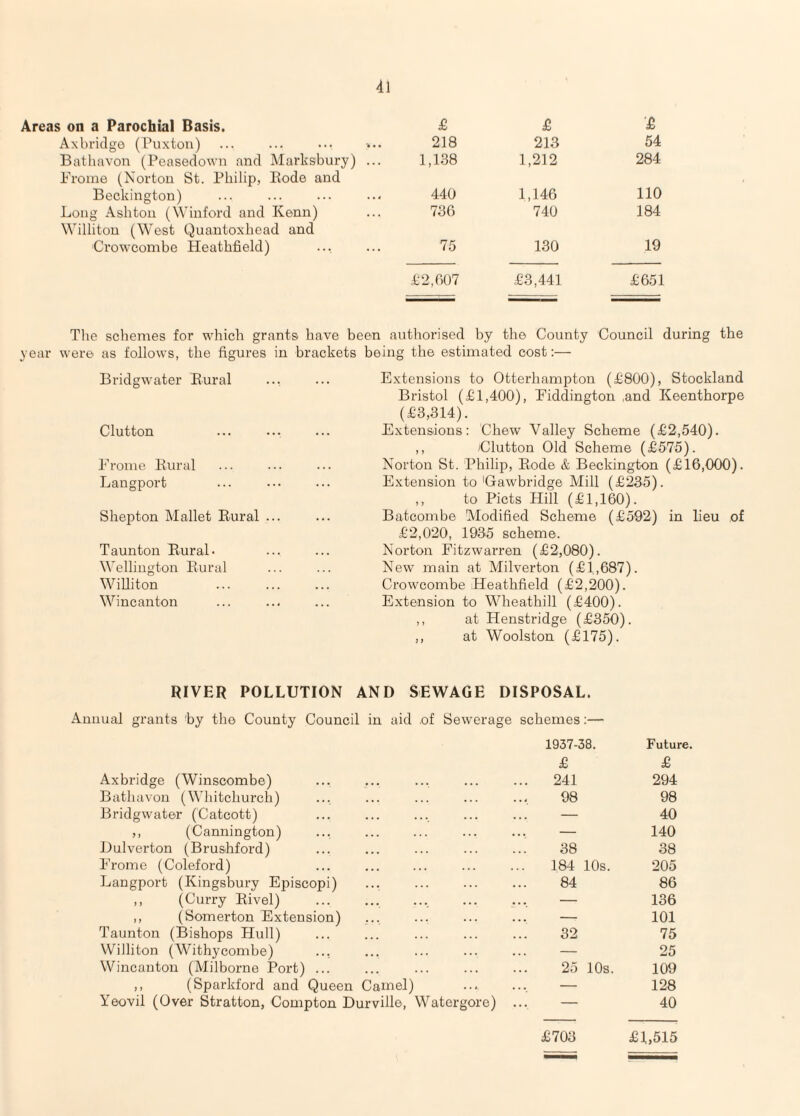 41
Areas on a Parochial Basis. £ £ £
Axbridge (Puxton) ... ... ... ... 218 213 54
Bathavon (Peasedown and Marksbury) ... 1,138 1,212 284
Frome (Norton St. Philip, Rode and
Beckington) ... ... ... ... 440 1,146 110
Long Ashton (Winford and Kenn) ... 736 740 184
Williton (West Quantoxhead and
Crowcombe Heathfield) ... ... 75 130 19
£2,607 £3,441 £651
The schemes for which grants have been authorised by the County Council during the
year were as follows, the figures in brackets being the estimated cost:—
Bridgwater Rural ... ... Extensions to Otterhampton (£800), Stockland
Bristol (£1,400), Fiddington and Keenthorpe
(£3,314).
Clutton ... ... ... Extensions: Chew Valley Scheme (£2,540).
,, Clutton Old Scheme (£575).
Frome Rural ... ... ... Norton St. Philip, Rode & Beckington (£16,000).
Langport ... ... ... Extension to Gawbridge Mill (£235).
,, to Picts Hill (£1,160).
Shepton Mallet Rural ... ... Batcombe Modified Scheme (£592) in lieu of
£2,020, 1935 scheme.
Taunton Rural. ... ... Norton Fitzwarren (£2,080).
Wellington Rural ... ... New main at Milverton (£1,687).
Williton ... ... ... Crowcombe Heathfield (£2,200).
Wincanton ... ... ... Extension to Wheathill (£400).
,, at Henstridge (£350).
,, at Woolston (£175).
RIVER POLLUTION AND SEWAGE DISPOSAL.
Annual grants by the County Council in aid of Sewerage schemes:—
1937-38. Future.
£ £
Axbridge (Winscombe) ... ... ... ... ... 241 294
Bathavon (Whitchurch) ... ... ... ... ... 98 98
Bridgwater (Catcott) ... ... ... ... ... — 40
,, (Cannington) ... ... ... ... ... — 140
Dulverton (Brushford) ... ... ... ... ... 38 38
Frome (Coleford) ... ... ... ... ... 184 10s. 205
Langport (Kingsbury Episcopi) ... ... ... ... 84 86
,, (Curry Rivel) ... ... ... ... ... — 136
,, (Somerton Extension) ... ... ... ... — 101
Taunton (Bishops Hull) ... ... ... ... ... 32 75
Williton (Withycombe) ... ... ... ... ... — 25
Wincanton (Milborne Port) ... ... ... ... ... 25 10s. 109
,, (Sparkford and Queen Camel) ... ... — 128
Yeovil (Over Stratton, Compton Durville, Watergore) ... — 40
£703 £1,515